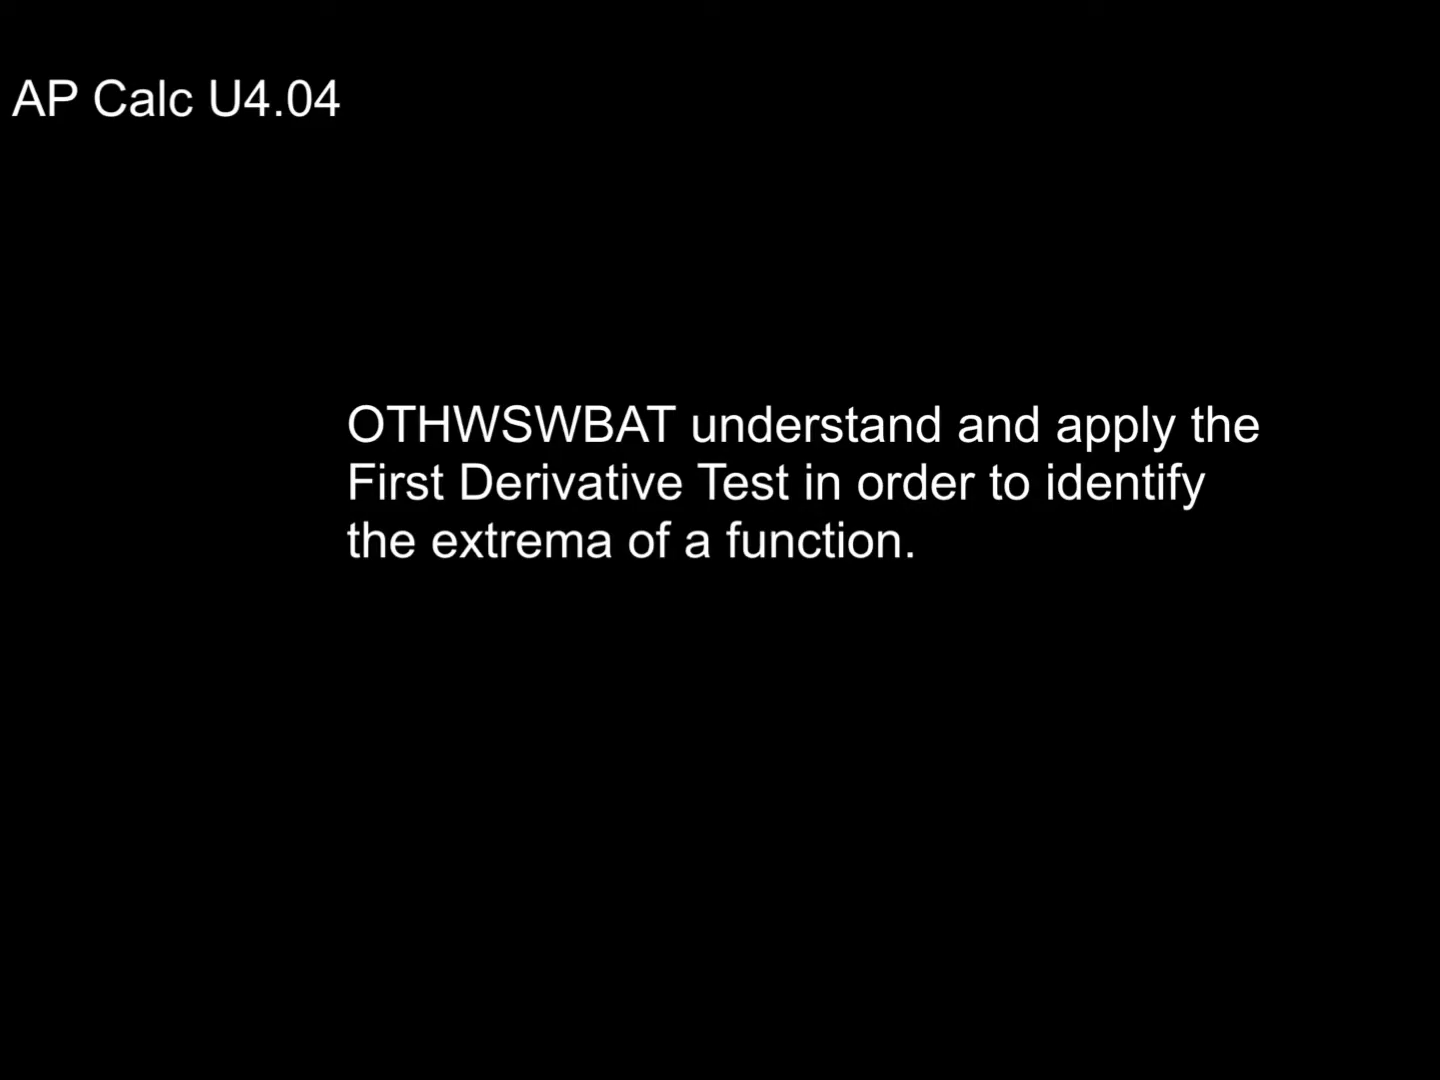 AP Calc U4.04
OTHWSWBAT understand and apply the
First Derivative Test in order to identify
the extrema of a function.